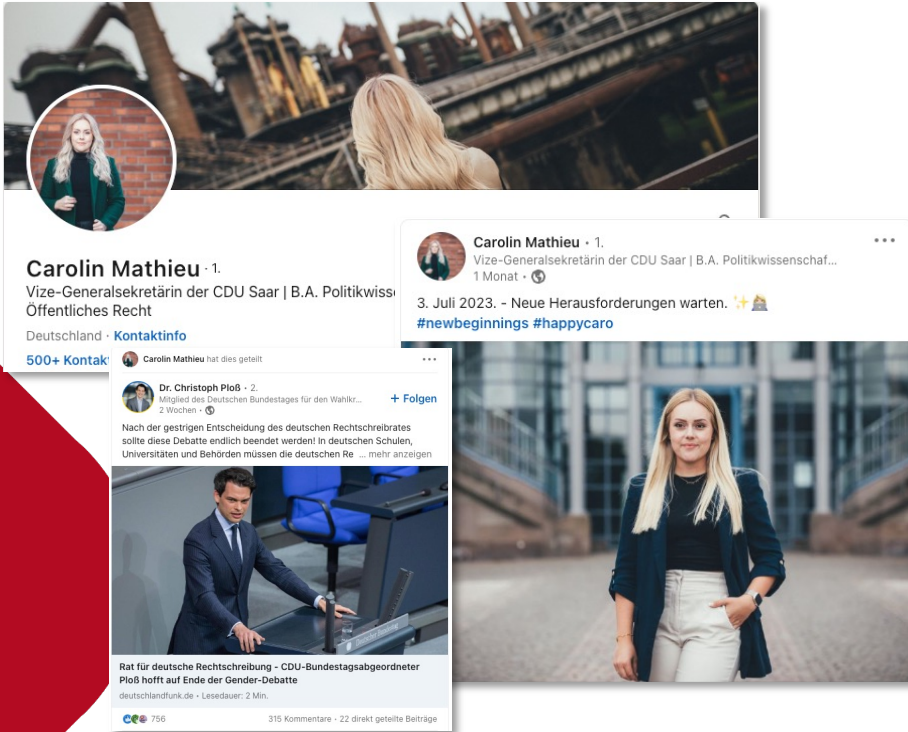 Carolin Mathieu · 1.
Vize-Generalsekretärin der CDU Saar | B.A. Politikwisse
Öffentliches Recht
Deutschland · Kontaktinfo
500+ Kontakt
Carolin Mathieu · 1.
Vize-Generalsekretärin der CDU Saar | B.A. Politikwissenschaf...
1 Monat ·
3. Juli 2023. - Neue Herausforderungen warten. ✨👩🏼‍💻
#newbeginnings #happycaro
Carolin Mathieu hat dies geteilt
Dr. Christoph Ploß · 2.
Mitglied des Deutschen Bundestages für den Wahlkr...
2 Wochen ·
+ Folgen
Nach der gestrigen Entscheidung des deutschen Rechtschreibrates
sollte diese Debatte endlich beendet werden! In deutschen Schulen,
Universitäten und Behörden müssen die deutschen Re ... mehr anzeigen
Deutscher Bundestag
Rat für deutsche Rechtschreibung - CDU-Bundestagsabgeordneter
Ploß hofft auf Ende der Gender-Debatte
deutschlandfunk.de · Lesedauer: 2 Min.
756
315 Kommentare · 22 direkt geteilte Beiträge